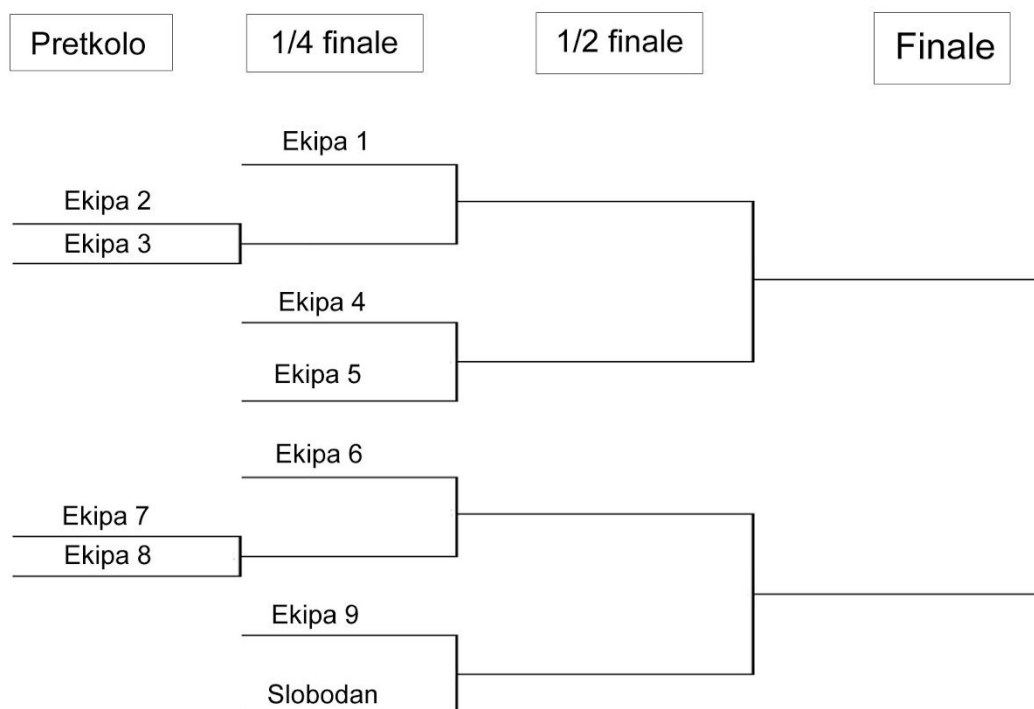 Pretkolo
1/4 finale
1/2 finale
Finale
Ekipa 1
Ekipa 2
Ekipa 3
Ekipa 4
Ekipa 5
Ekipa 6
Ekipa 7
Ekipa 8
Ekipa 9
Slobodan